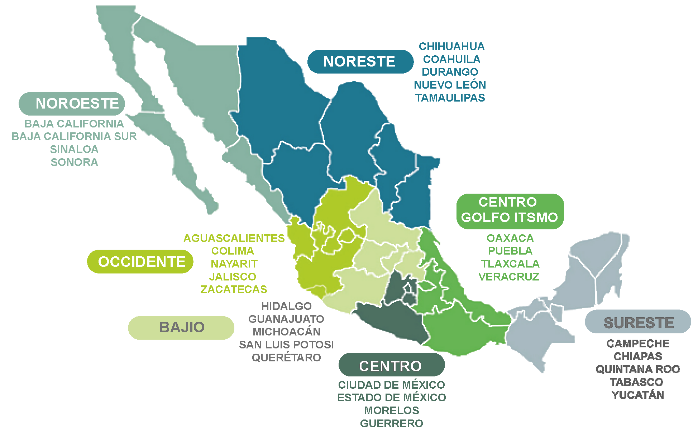 NORESTE
CHIHUAHUA
COAHUILA
DURANGO
NUEVO LEÓN
TAMAULIPAS
NOROESTE
BAJA CALIFORNIA
BAJA CALIFORNIA SUR
SINALOA
SONORA
CENTRO
GOLFO ITSMO
OAXACA
PUEBLA
TLAXCALA
VERACRUZ
OCCIDENTE
AGUASCALIENTES
COLIMA
NAYARIT
JALISCO
ZACATECAS
BAJIO
HIDALGO
GUANAJUATO
MICHOACÁN
SAN LUIS POTOSI
QUERÉTARO
SURESTE
CAMPECHE
CHIAPAS
QUINTANA ROO
TABASCO
YUCATÁN
CENTRO
CIUDAD DE MÉXICO
ESTADO DE MÉXICO
MORELOS
GUERRERO